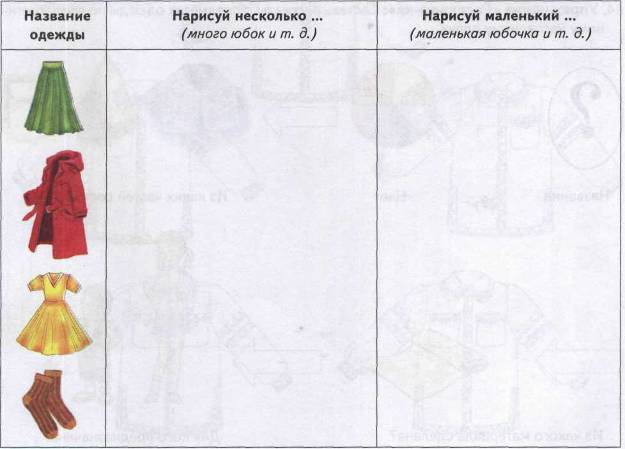 Название
одежды
Нарисуй несколько ...
(много юбок и т. д.)
Нарисуй маленький ...
(маленькая юбочка и т. д.)